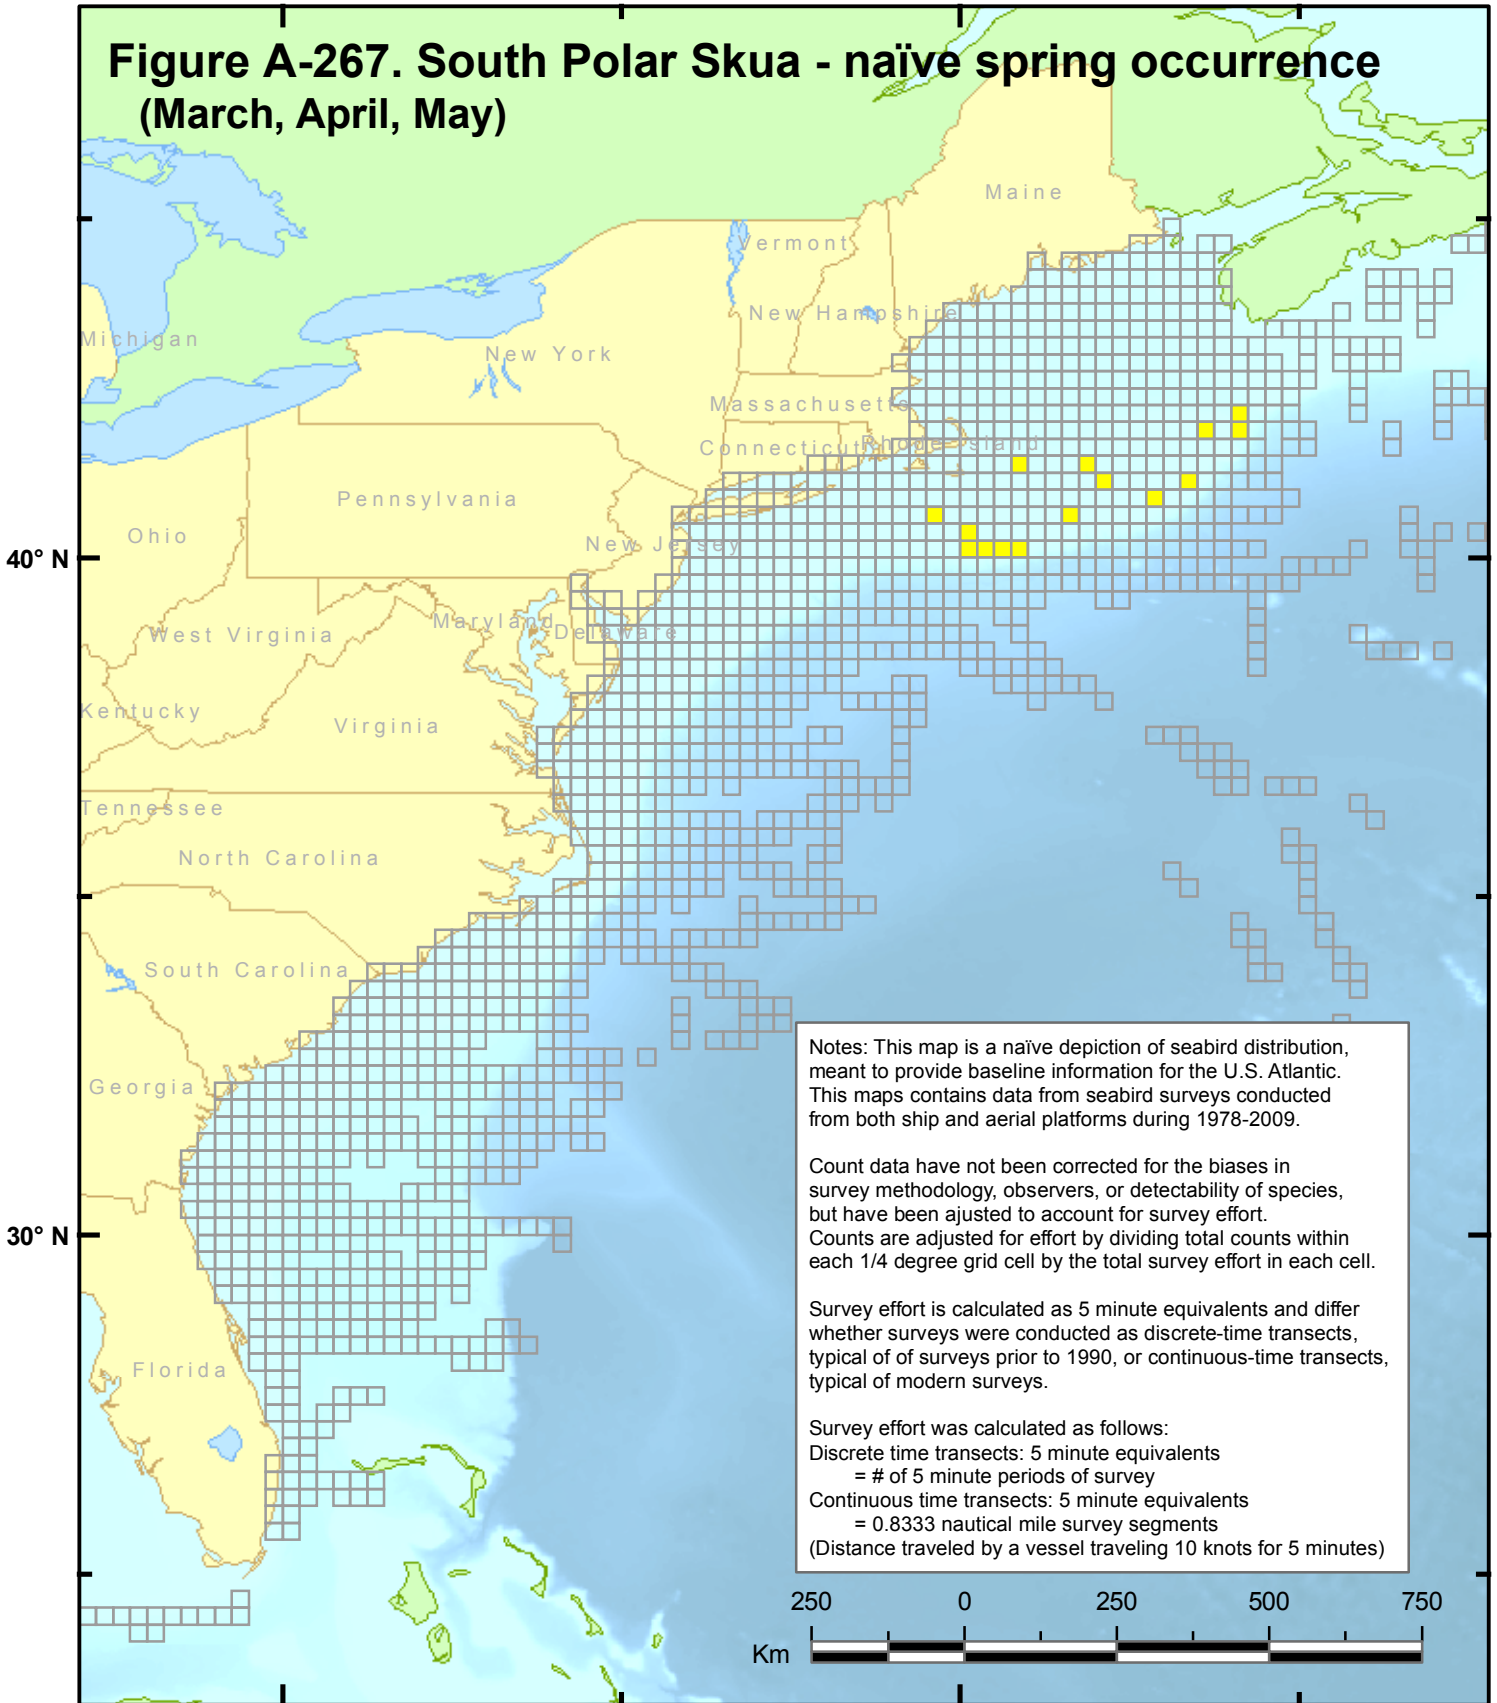 Figure A-267. South Polar Skua - naïve spring occurrence
(March, April, May)
Maine
Vermont
New Hampshire
Michigan
New York
Massachusetts
Connecticut
Rhode Island
Pennsylvania
Ohio
New Jersey
40° N
Maryland
Delaware
West Virginia
Kentucky
Virginia
Tennessee
North Carolina
South Carolina
Georgia
30° N
Florida
Notes: This map is a naïve depiction of seabird distribution,
meant to provide baseline information for the U.S. Atlantic.
This maps contains data from seabird surveys conducted
from both ship and aerial platforms during 1978-2009.
Count data have not been corrected for the biases in
survey methodology, observers, or detectability of species,
but have been ajusted to account for survey effort.
Counts are adjusted for effort by dividing total counts within
each 1/4 degree grid cell by the total survey effort in each cell.
Survey effort is calculated as 5 minute equivalents and differ
whether surveys were conducted as discrete-time transects,
typical of of surveys prior to 1990, or continuous-time transects,
typical of modern surveys.
Survey effort was calculated as follows:
Discrete time transects: 5 minute equivalents
= # of 5 minute periods of survey
Continuous time transects: 5 minute equivalents
= 0.8333 nautical mile survey segments
(Distance traveled by a vessel traveling 10 knots for 5 minutes)
250 0 250 500 750
Km